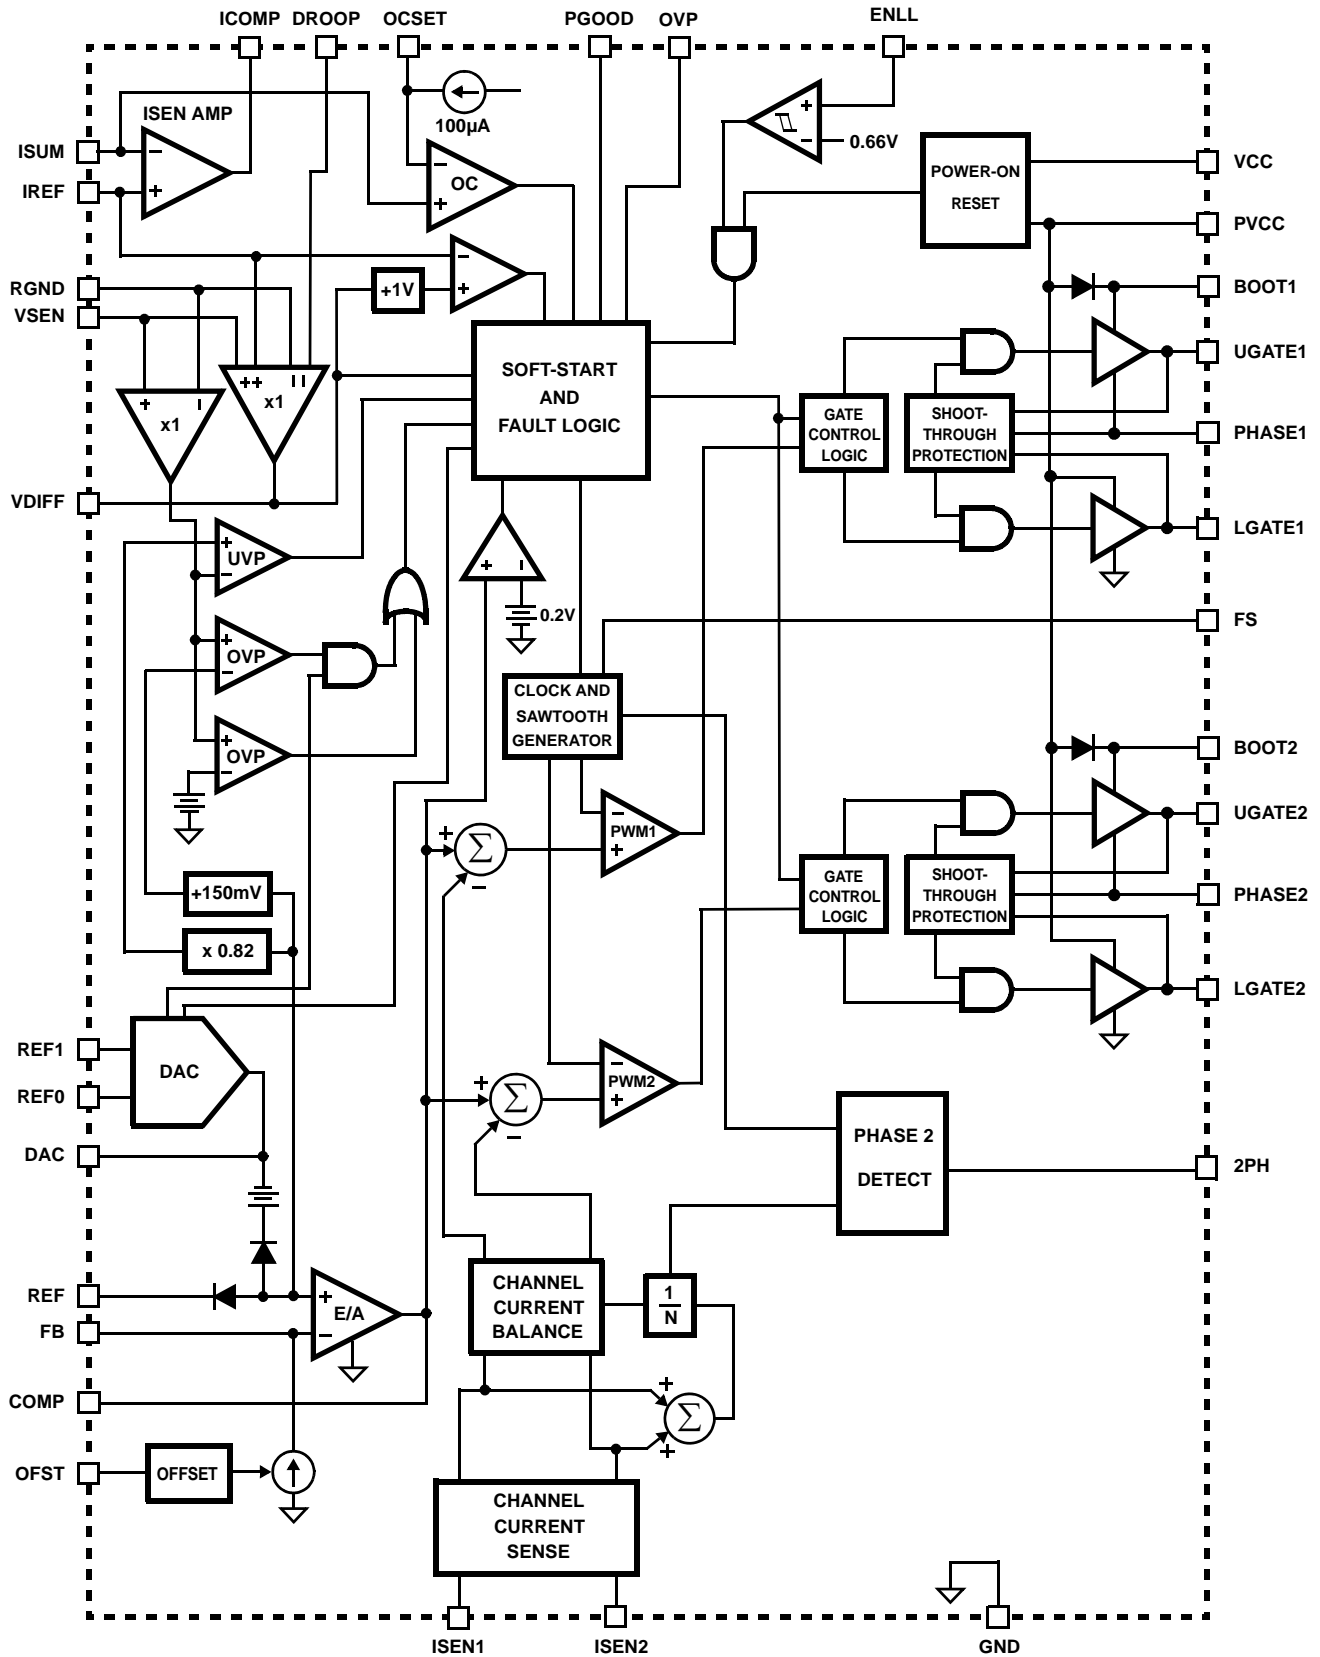 ICOMP DROOP OCSET PGOOD OVP ENLL
ISEN AMP
100µA
ISUM
IREF
− +
− +
OC
+ −
0.66V
POWER-ON
RESET
VCC
PVCC
RGND
VSEN
+1V
− +
BOOT1
UGATE1
PHASE1
LGATE1
SOFT-START
AND
FAULT LOGIC
+ −
x1
++ −−
x1
GATE
CONTROL
LOGIC
SHOOT-
THROUGH
PROTECTION
VDIFF
+ −
UVP
+ −
0.2V
+ −
OVP
FS
CLOCK AND
SAWTOOTH
GENERATOR
+ −
OVP
BOOT2
UGATE2
PHASE2
LGATE2
+ −
Σ
− +
PWM1
GATE
CONTROL
LOGIC
SHOOT-
THROUGH
PROTECTION
+150mV
x 0.82
REF1
REF0
DAC
DAC
+ −
Σ
− +
PWM2
PHASE 2
DETECT
2PH
REF
FB
+ −
E/A
CHANNEL
CURRENT
BALANCE
1
N
COMP
+ +
Σ
OFST
OFFSET
CHANNEL
CURRENT
SENSE
ISEN1 ISEN2 GND